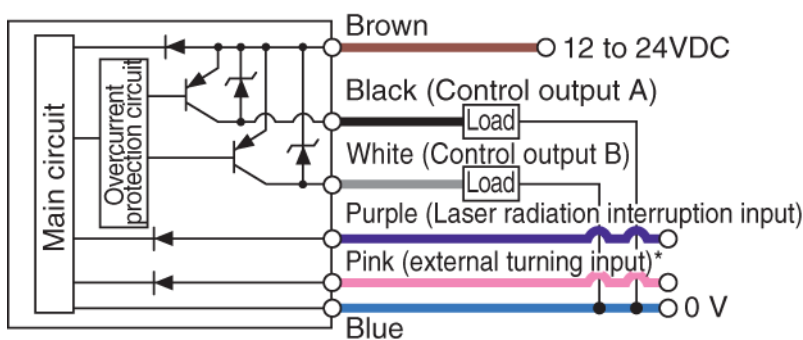 Brown
12 to 24VDC
Black (Control output A)
Load
White (Control output B)
Load
Purple (Laser radiation interruption input)
Pink (external turning input)*
0 V
Blue
Main circuit
Overcurrent
protection circuit